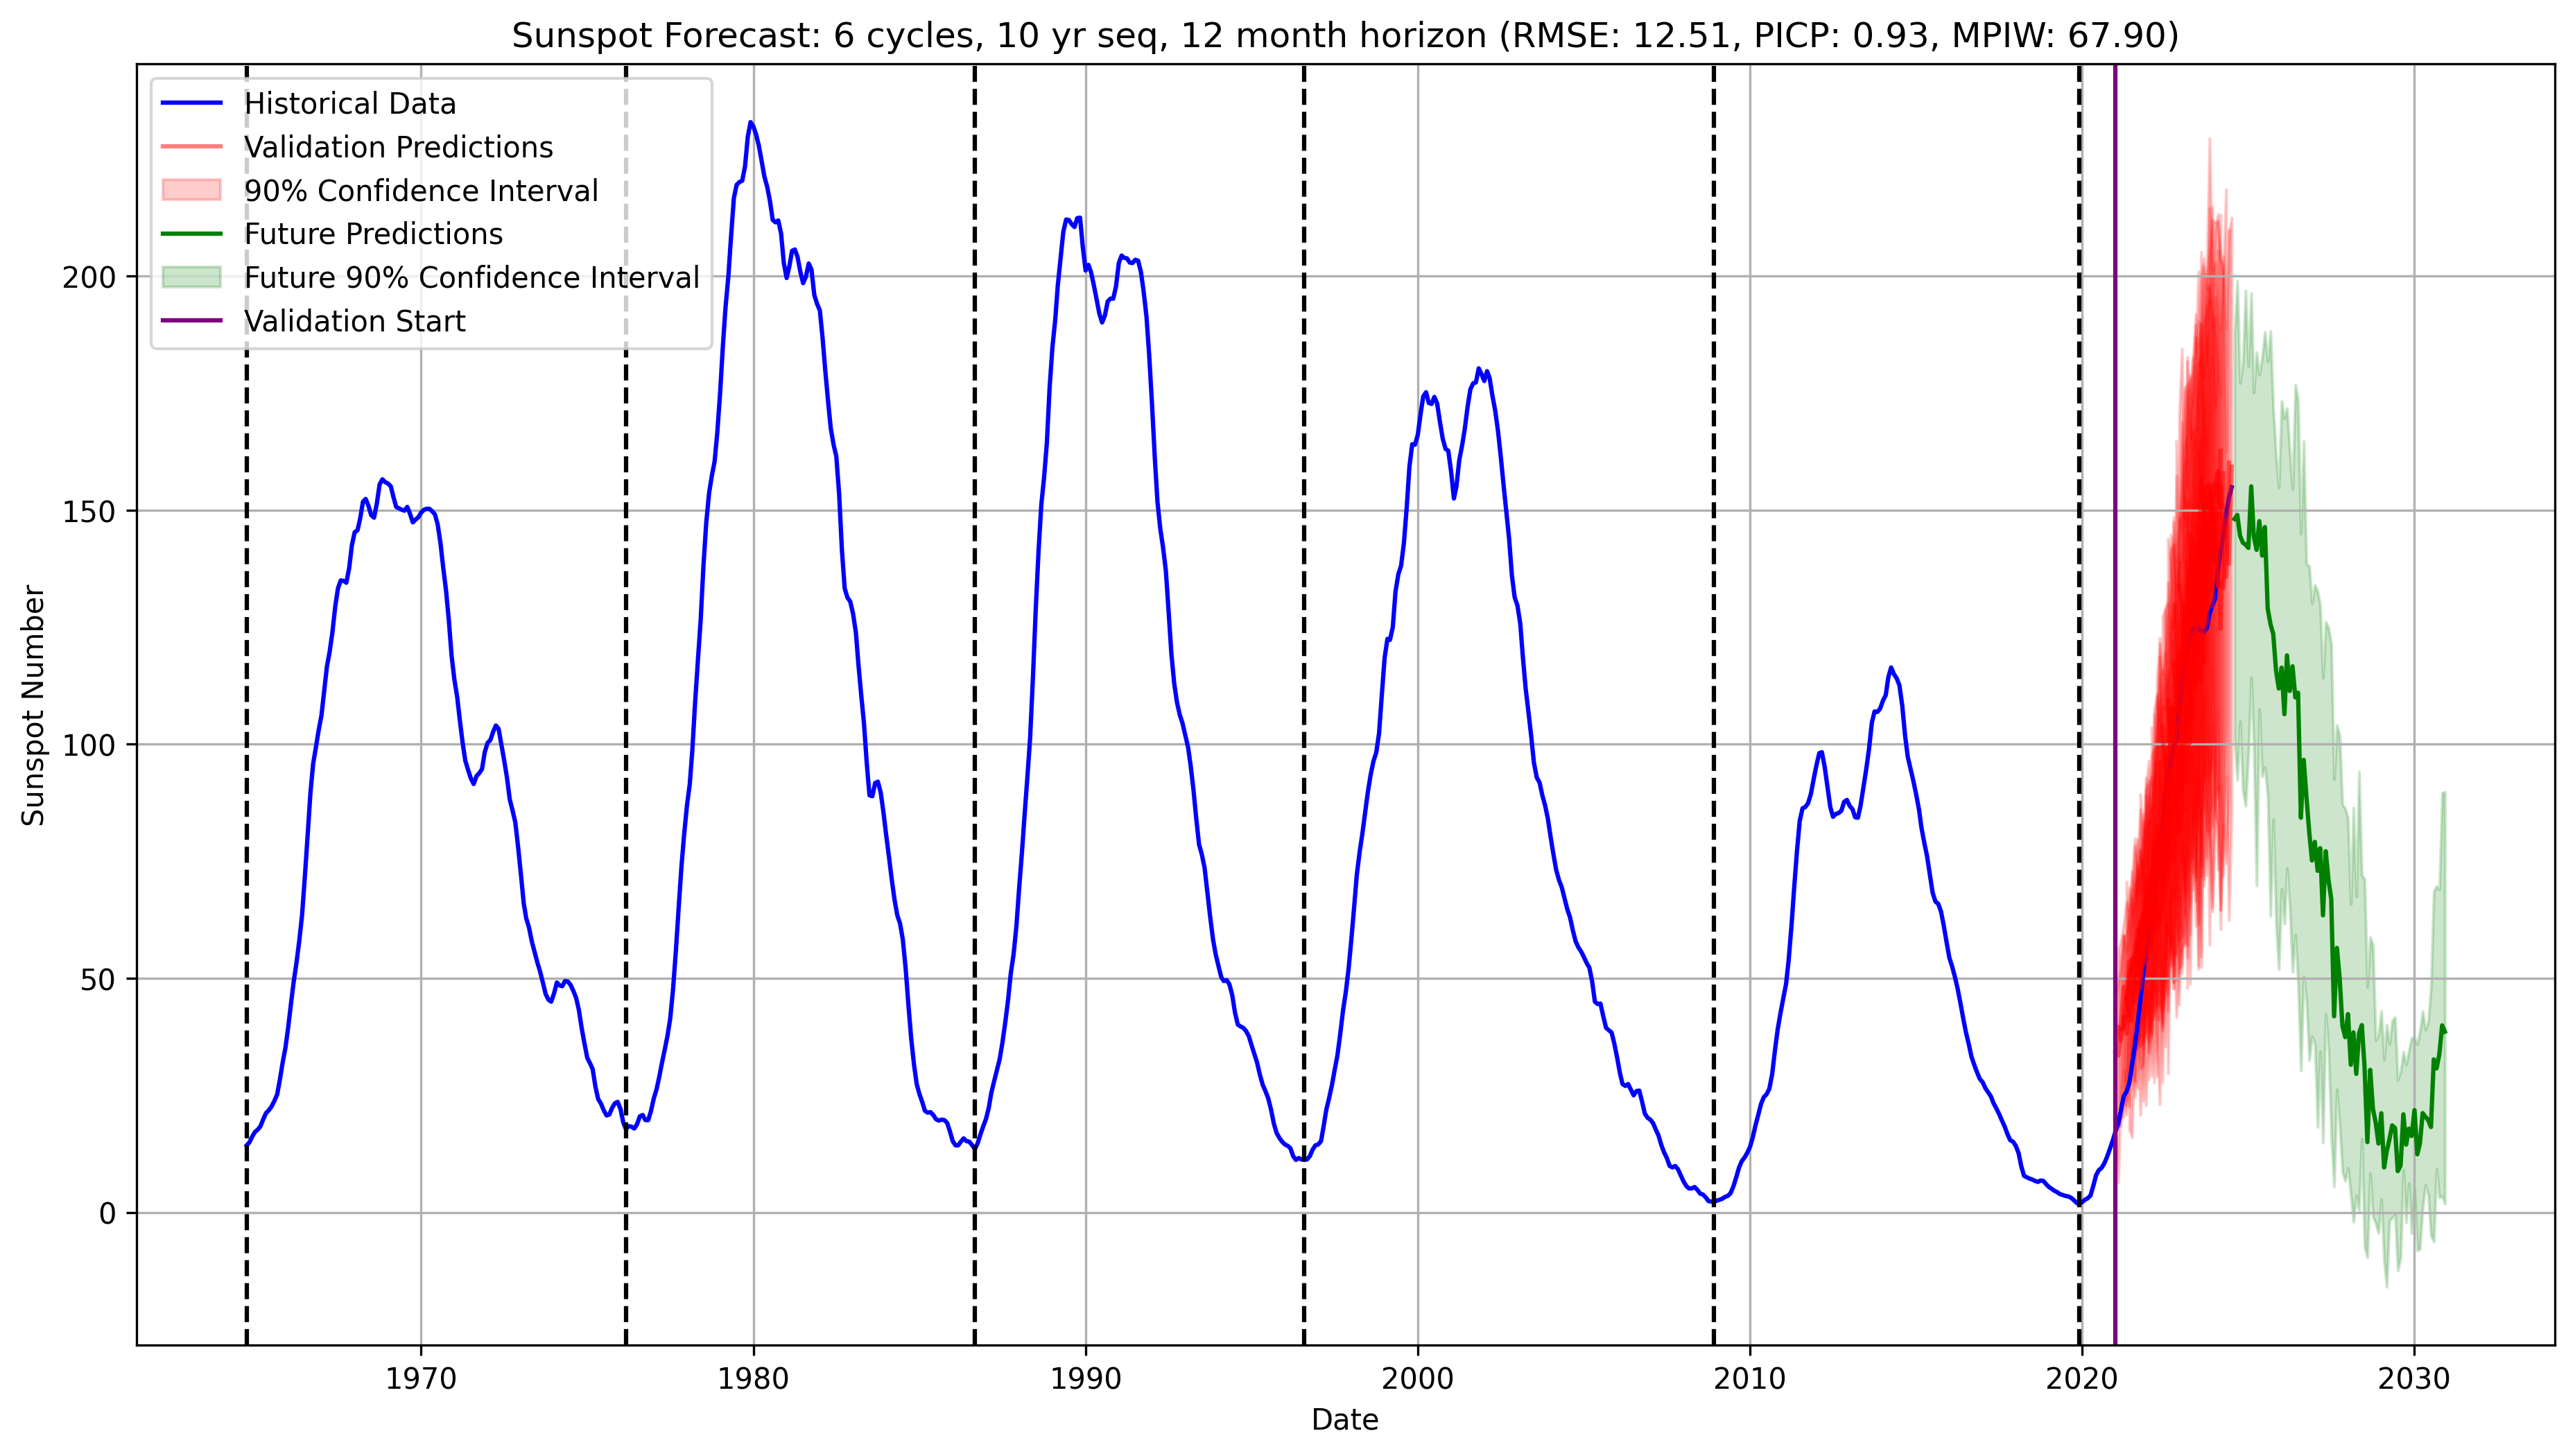 Sunspot Forecast: 6 cycles, 10 yr seq, 12 month horizon (RMSE: 12.51, PICP: 0.93, MPIW: 67.90)
Historical Data
Validation Predictions
90% Confidence Interval
Future Predictions
Future 90% Confidence Interval
Validation Start
Sunspot Number
200
150
100
50
0
1970 1980 1990 2000 2010 2020 2030
Date